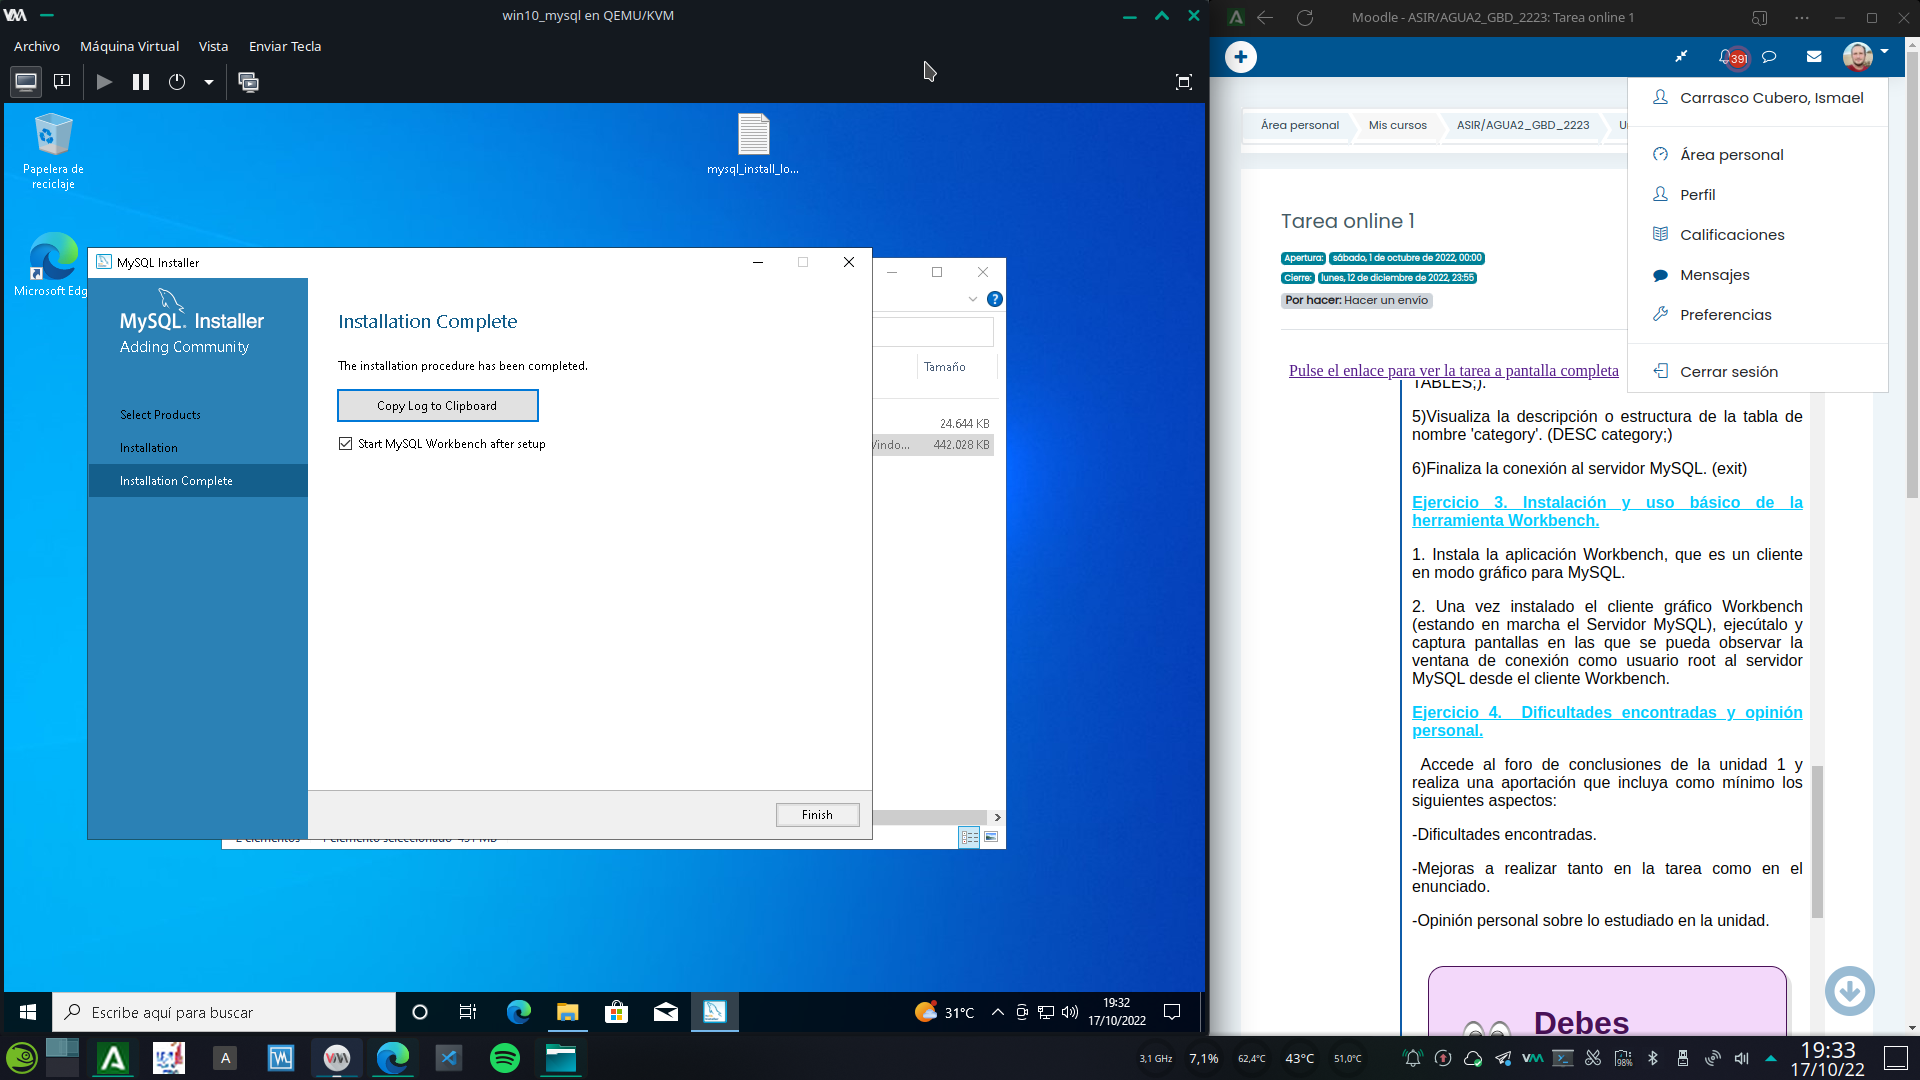 win10_mysql en QEMU/KVM
Archivo
Máquina Virtual
Vista
Enviar Tecla
Papelera de
reciclaje
mysql_install_lo...
Microsoft Edg
MySQL Installer
MySQL. Installer
Adding Community
Select Products
Installation
Installation Complete
Installation Complete
The installation procedure has been completed.
Copy Log to Clipboard
Start MySQL Workbench after setup
Finish
Tamaño
24.644 KB
442.028 KB
Escribe aquí para buscar
31°C
19:32
17/10/2022
Moodle - ASIR/AGUA2_GBD_2223: Tarea online 1
391
Carrasco Cubero, Ismael
Área personal
Perfil
Calificaciones
Mensajes
Preferencias
Cerrar sesión
Área personal
Mis cursos
ASIR/AGUA2_GBD_2223
Tarea online 1
Apertura: sábado, 1 de octubre de 2022, 00:00
Cierre: lunes, 12 de diciembre de 2022, 23:55
Por hacer: Hacer un envío
Pulse el enlace para ver la tarea a pantalla completa
TABLES;).
5)Visualiza la descripción o estructura de la tabla de
nombre 'category'. (DESC category;)
6)Finaliza la conexión al servidor MySQL. (exit)
Ejercicio 3. Instalación y uso básico de la
herramienta Workbench.
1. Instala la aplicación Workbench, que es un cliente
en modo gráfico para MySQL.
2. Una vez instalado el cliente gráfico Workbench
(estando en marcha el Servidor MySQL), ejecútalo y
captura pantallas en las que se pueda observar la
ventana de conexión como usuario root al servidor
MySQL desde el cliente Workbench.
Ejercicio 4. Dificultades encontradas y opinión
personal.
Accede al foro de conclusiones de la unidad 1 y
realiza una aportación que incluya como mínimo los
siguientes aspectos:
-Dificultades encontradas.
-Mejoras a realizar tanto en la tarea como en el
enunciado.
-Opinión personal sobre lo estudiado en la unidad.
Debes
3,1 GHz
7,1%
62,4°C
43°C
51,0°C
98%
19:33
17/10/22